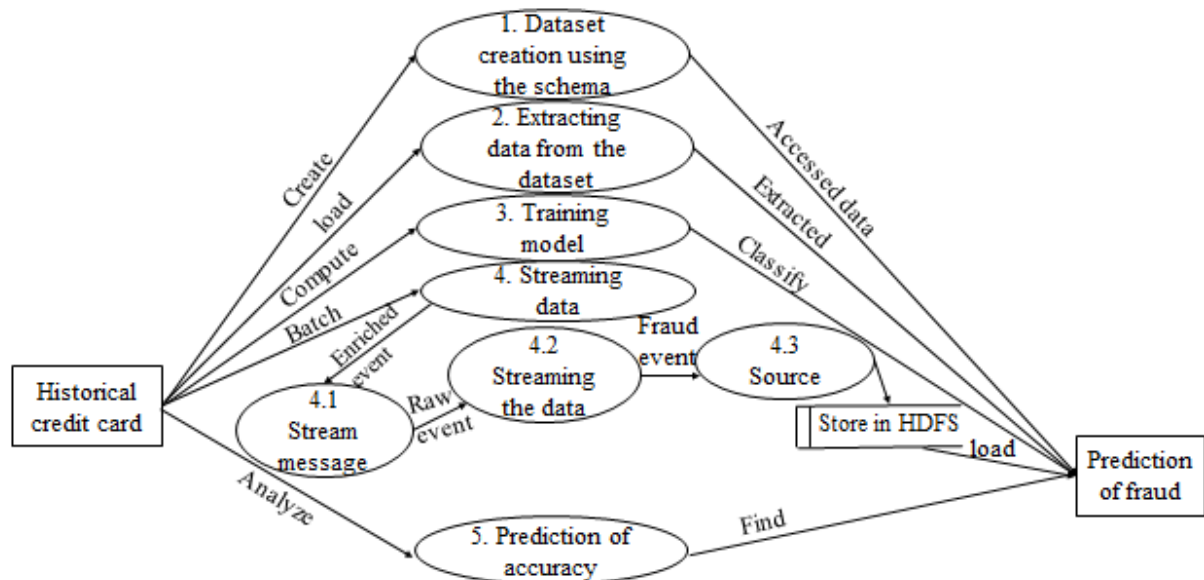 1. Dataset
creation using
the schema
2. Extracting
data from the
dataset
3. Training
model
4. Streaming
data
Create
load
Compute
Batch
Enriched
event
Accessed data
Extracted
Classify
Historical
credit card
4.1
Stream
message
Raw
event
4.2
Streaming
the data
Fraud
event
4.3
Source
Store in HDFS
load
Prediction
of fraud
Analyze
5. Prediction of
accuracy
Find